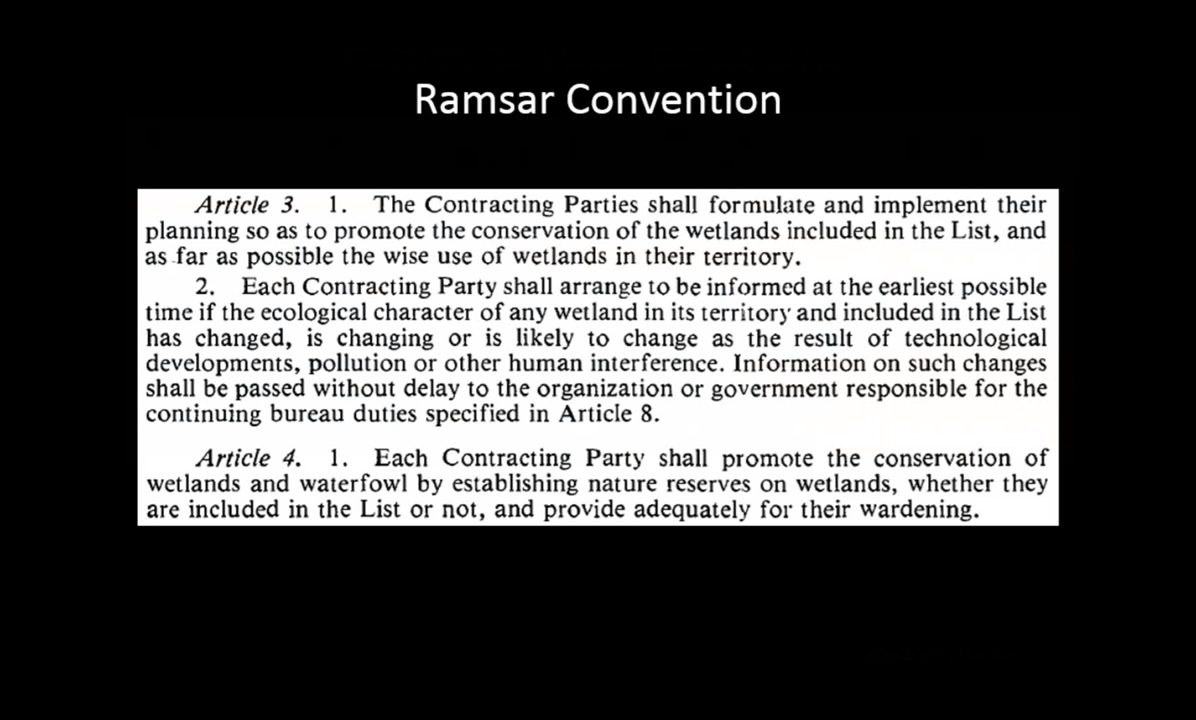 Ramsar Convention
Article 3. 1. The Contracting Parties shall formulate and implement their
planning so as to promote the conservation of the wetlands included in the List, and
as far as possible the wise use of wetlands in their territory.
2. Each Contracting Party shall arrange to be informed at the earliest possible
time if the ecological character of any wetland in its territory and included in the List
has changed, is changing or is likely to change as the result of technological
developments, pollution or other human interference. Information on such changes
shall be passed without delay to the organization or government responsible for the
continuing bureau duties specified in Article 8.
Article 4. 1. Each Contracting Party shall promote the conservation of
wetlands and waterfowl by establishing nature reserves on wetlands, whether they
are included in the List or not, and provide adequately for their wardening.